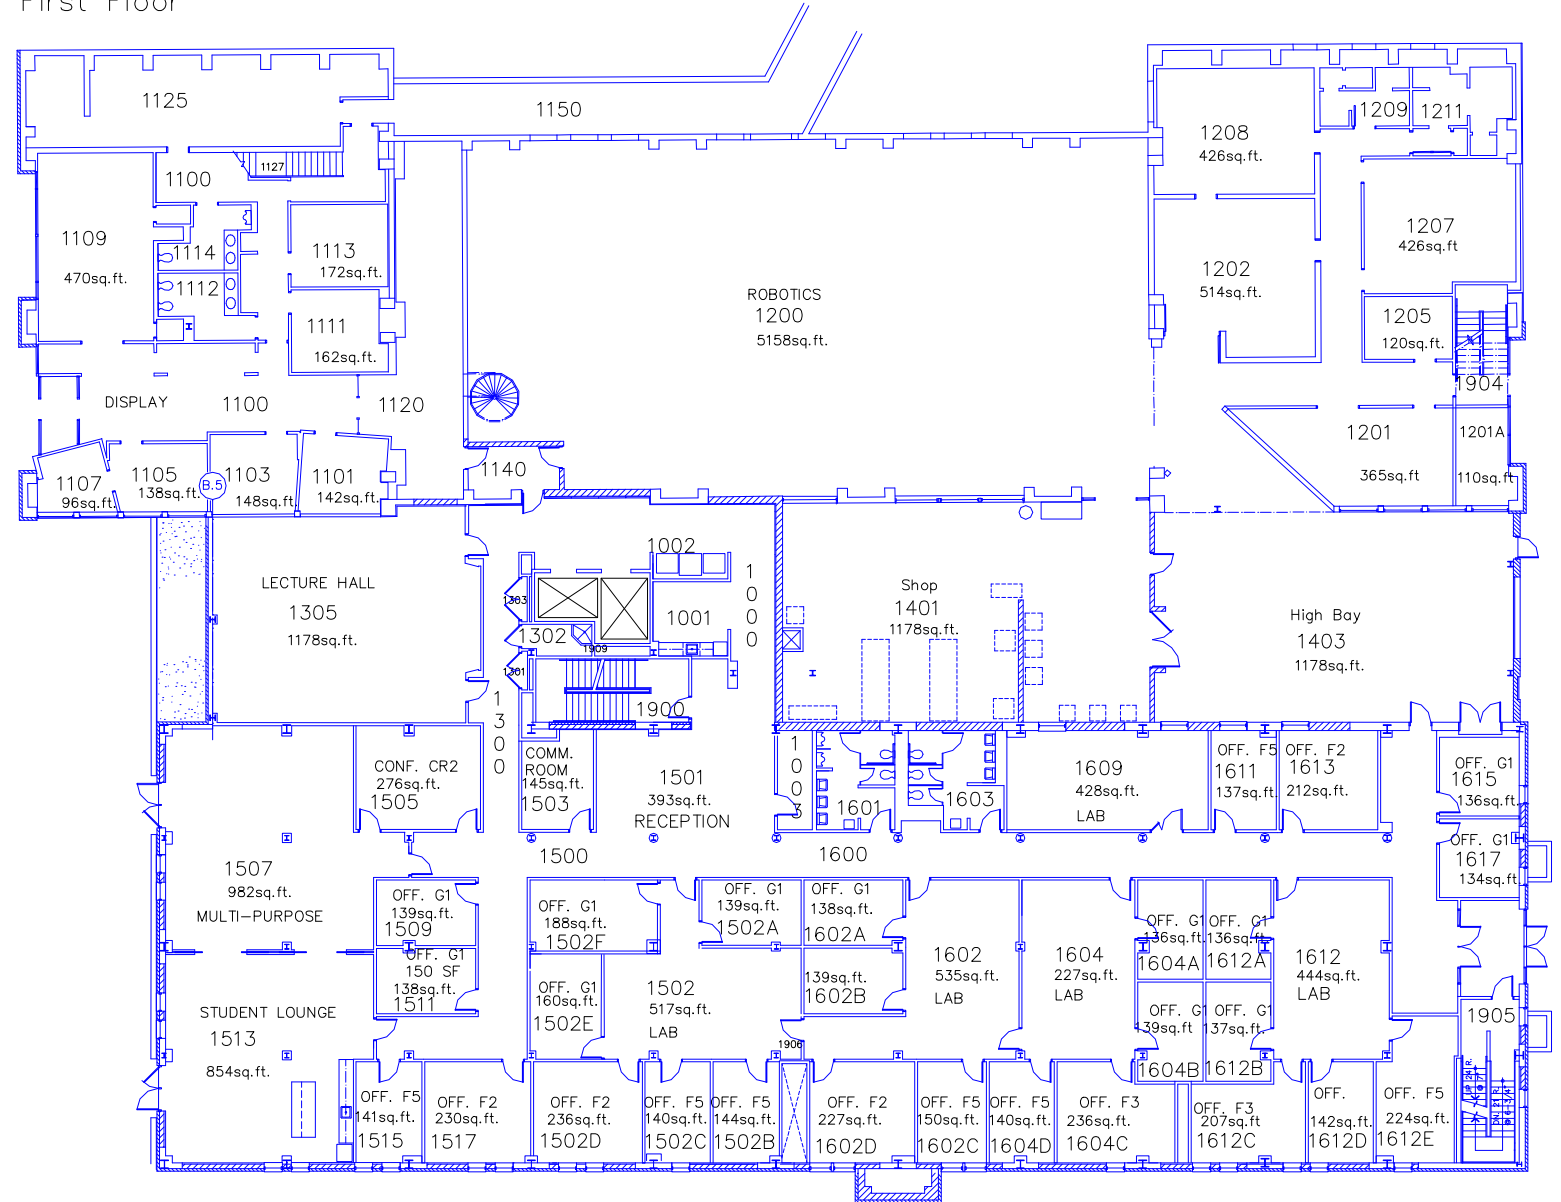 First Floor
1125
1150
1127
1100
1109
470sq.ft.
1114
1112
1113
172sq.ft.
1111
162sq.ft.
DISPLAY
1100
1120
1107
96sq.ft.
1105
138sq.ft.
B.5
1103
148sq.ft.
1101
142sq.ft.
1140
ROBOTICS
1200
5158sq.ft.
1208
426sq.ft.
1209
1211
1207
426sq.ft
1202
514sq.ft.
1205
120sq.ft.
1904
1201
365sq.ft
1201A
110sq.ft
LECTURE HALL
1305
1178sq.ft.
1002
1001
1000
1303
1302
1909
1301
1900
1300
Shop
1401
1178sq.ft.
High Bay
1403
1178sq.ft.
CONF. CR2
276sq.ft.
1505
COMM.
ROOM
145sq.ft.
1503
1501
393sq.ft.
RECEPTION
1003
1601
1603
1609
428sq.ft.
LAB
OFF. F5
1611
137sq.ft.
OFF. F2
1613
212sq.ft.
OFF. G1
1615
136sq.ft.
OFF. G1
1617
134sq.ft.
1500
1600
1507
982sq.ft.
MULTI-PURPOSE
OFF. G1
139sq.ft.
1509
OFF. G1
150 SF
138sq.ft.
1511
OFF. G1
188sq.ft.
1502F
OFF. G1
160sq.ft.
1502E
OFF. G1
139sq.ft.
1502A
1502
517sq.ft.
LAB
OFF. G1
138sq.ft.
1602A
139sq.ft.
1602B
1602
535sq.ft.
LAB
1604
227sq.ft.
LAB
OFF. G1
136sq.ft.
1604A
OFF. G1
136sq.ft.
1612A
OFF. G1
139sq.ft
1604B
OFF. G1
137sq.ft.
1612B
1612
444sq.ft.
LAB
1905
STUDENT LOUNGE
1513
854sq.ft.
1906
OFF. F5
141sq.ft.
1515
OFF. F2
230sq.ft.
1517
OFF. F2
236sq.ft.
1502D
OFF. F5
140sq.ft.
1502C
OFF. F5
144sq.ft.
1502B
OFF. F2
227sq.ft.
1602D
OFF. F5
150sq.ft.
1602C
OFF. F5
140sq.ft.
1604D
OFF. F3
236sq.ft.
1604C
OFF. F3
207sq.ft
1612C
OFF.
142sq.ft.
1612D
OFF. F5
224sq.ft.
1612E